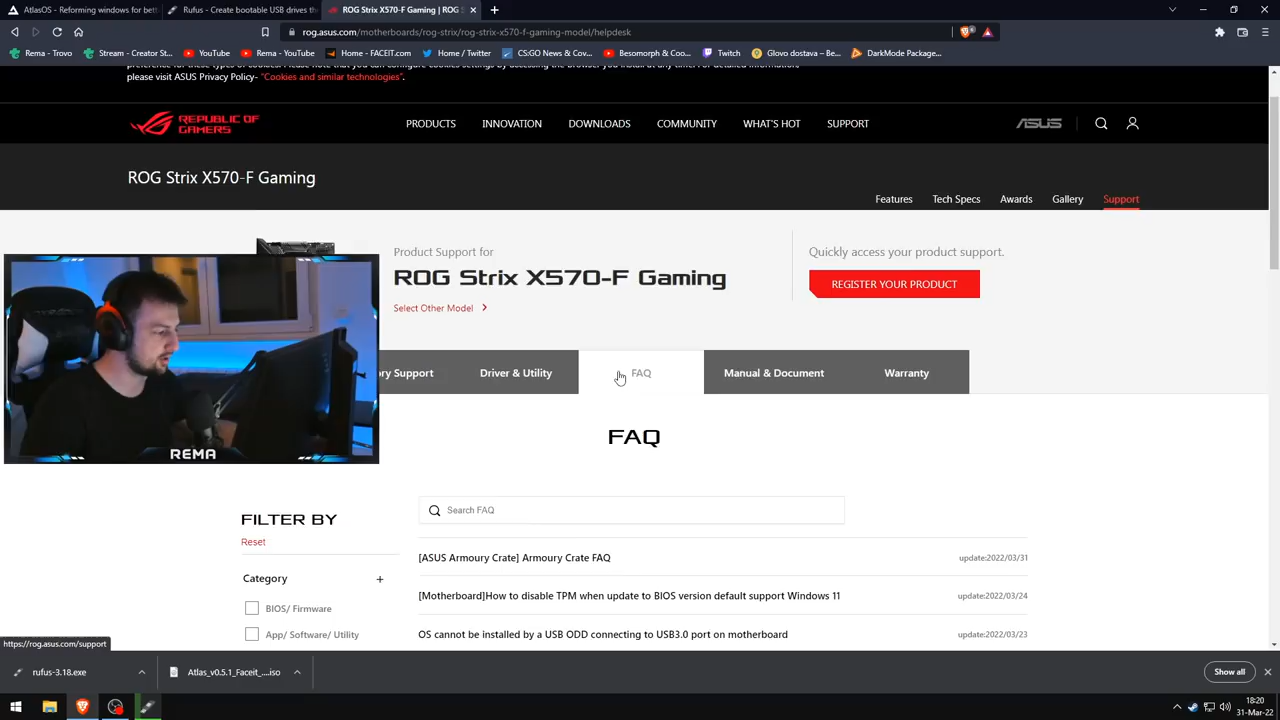 AtlasOS - Reforming windows for bett
Rufus - Create bootable USB drives the
ROG Strix X570-F Gaming | ROG S
rog.asus.com/motherboards/rog-strix/rog-strix-x570-f-gaming-model/helpdesk
Rema - Trovo
Stream - Creator St...
YouTube
Rema - YouTube
Home - FACEIT.com
Home / Twitter
CS:GO News & Cov...
Besomorph & Coo...
Twitch
Glovo dostava – Be...
DarkMode Package...
please visit ASUS Privacy Policy- "Cookies and similar technologies".
REPUBLIC OF
GAMERS
PRODUCTS
INNOVATION
DOWNLOADS
COMMUNITY
WHAT'S HOT
SUPPORT
ASUS
ROG Strix X570-F Gaming
Features
Tech Specs
Awards
Gallery
Support
Product Support for
ROG Strix X570-F Gaming
Select Other Model
Quickly access your product support.
REGISTER YOUR PRODUCT
ory Support
Driver & Utility
FAQ
Manual & Document
Warranty
REMA
FAQ
FILTER BY
Reset
Category
+
BIOS/ Firmware
App/ Software/ Utility
Search FAQ
[ASUS Armoury Crate] Armoury Crate FAQ
update:2022/03/31
[Motherboard]How to disable TPM when update to BIOS version default support Windows 11
update:2022/03/24
OS cannot be installed by a USB ODD connecting to USB3.0 port on motherboard
update:2022/03/23
https://rog.asus.com/support
rufus-3.18.exe
Atlas_v0.5.1_Faceit_....iso
Show all
18:20
31-Mar-22